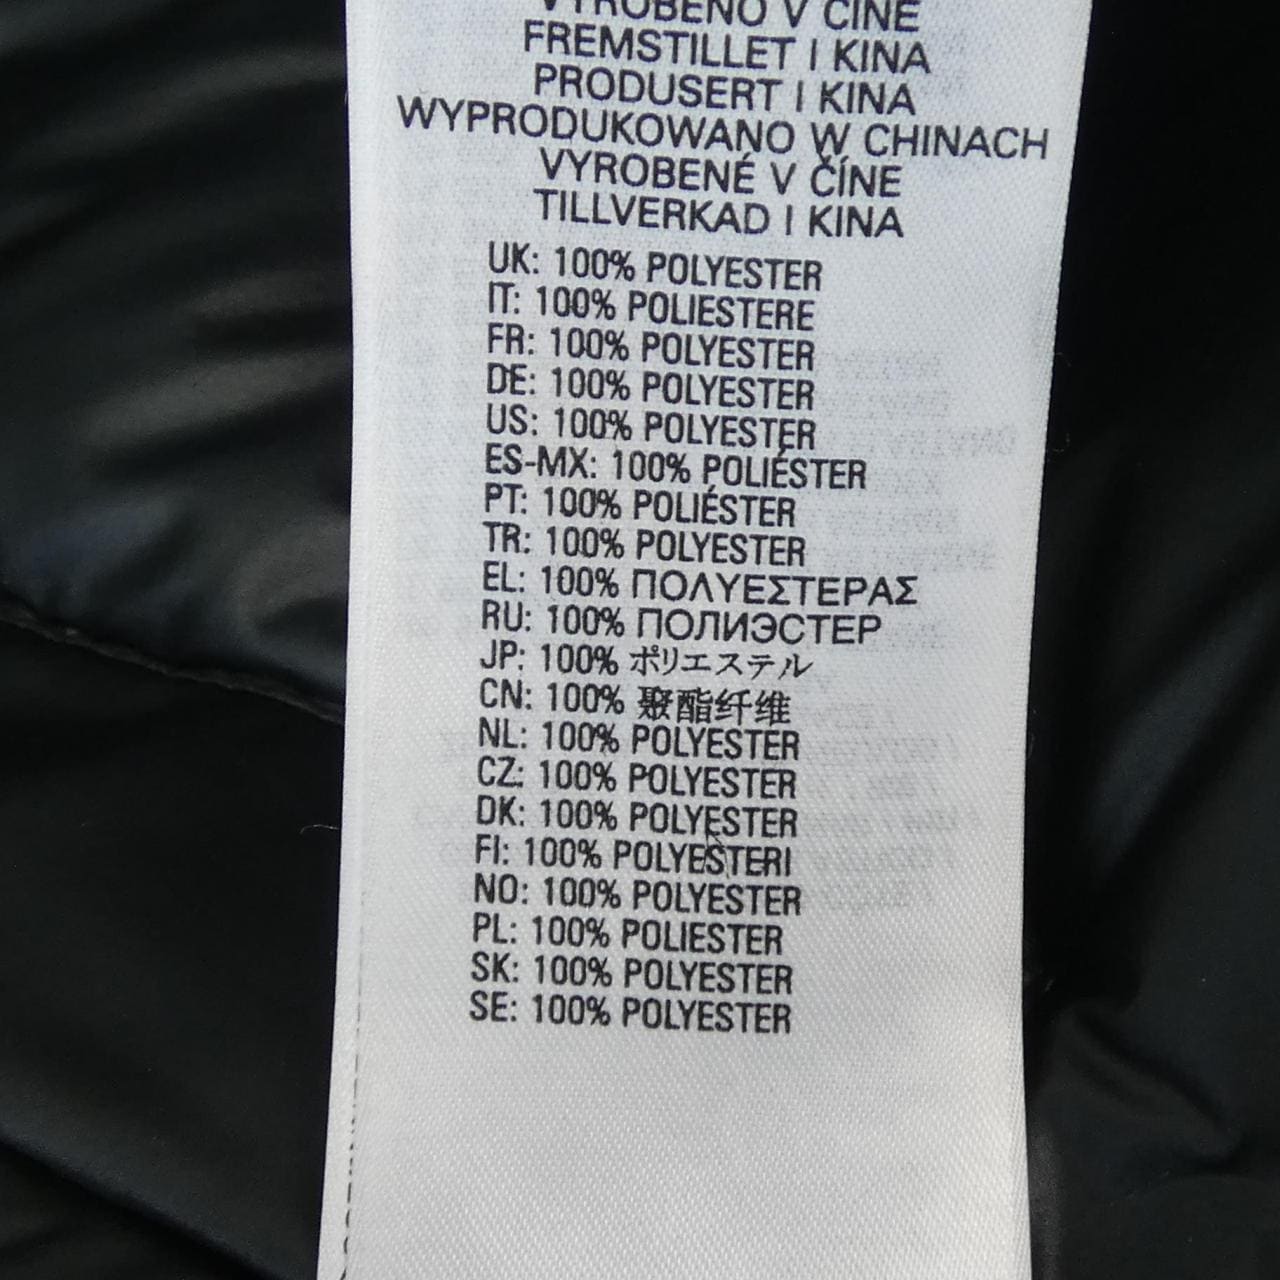 VYROBENO V ČÍNĚ
FREMSTILLET I KINA
PRODUSERT I KINA
WYPRODUKOWANO W CHINACH
VYROBENÉ V ČÍNE
TILLVERKAD I KINA
UK: 100% POLYESTER
IT: 100% POLIESTERE
FR: 100% POLYESTER
DE: 100% POLYESTER
US: 100% POLYESTER
ES-MX: 100% POLIÉSTER
PT: 100% POLIÉSTER
TR: 100% POLYESTER
EL: 100% ΠΟΛΥΕΣΤΕΡΑΣ
RU: 100% ПОЛИЭСТЕР
JP: 100% ポリエステル
CN: 100% 聚酯纤维
NL: 100% POLYESTER
CZ: 100% POLYESTER
DK: 100% POLYESTER
FI: 100% POLYESTERI
NO: 100% POLYESTER
PL: 100% POLIESTER
SK: 100% POLYESTER
SE: 100% POLYESTER